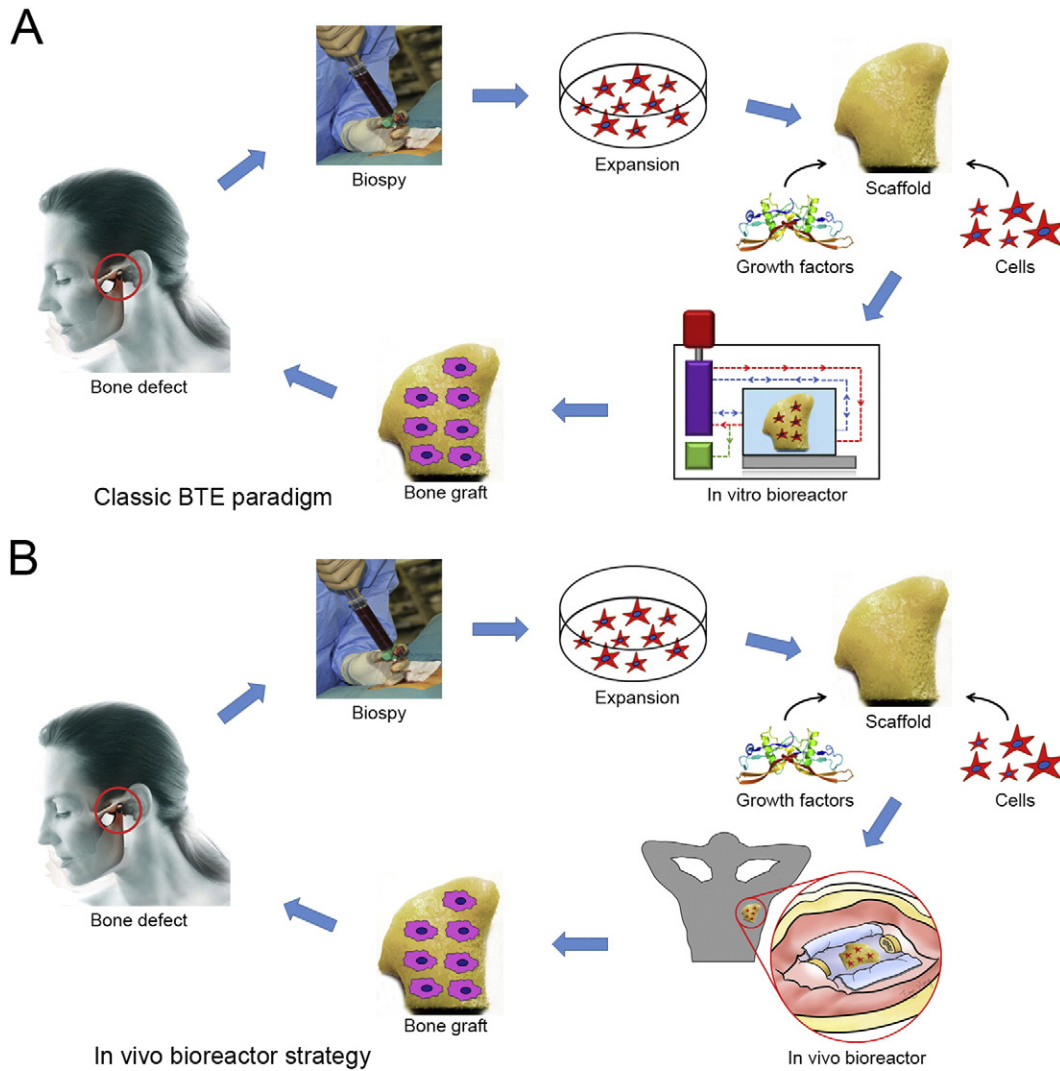 A
Biospy
Expansion
Scaffold
Growth factors
Cells
Bone defect
Bone graft
In vitro bioreactor
Classic BTE paradigm
B
Biospy
Expansion
Scaffold
Growth factors
Cells
Bone defect
Bone graft
In vivo bioreactor
In vivo bioreactor strategy